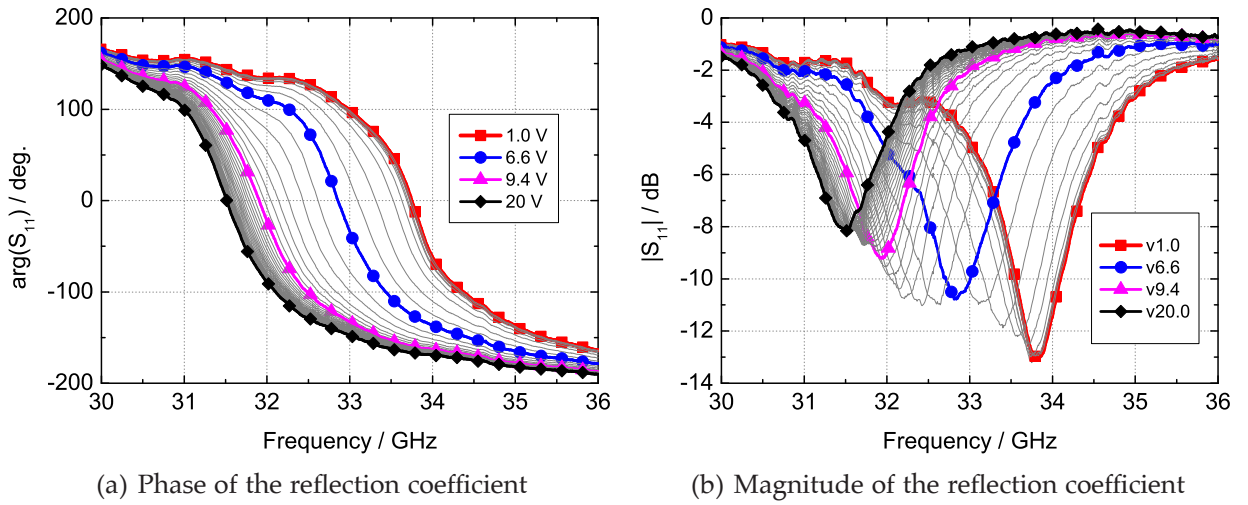 200
100
0
-100
-200
arg(S11) / deg.
1.0 V
6.6 V
9.4 V
20 V
30 31 32 33 34 35 36
Frequency / GHz
(a) Phase of the reflection coefficient
0
-2
-4
-6
-8
-10
-12
-14
|S11| / dB
v1.0
v6.6
v9.4
v20.0
30 31 32 33 34 35 36
Frequency / GHz
(b) Magnitude of the reflection coefficient